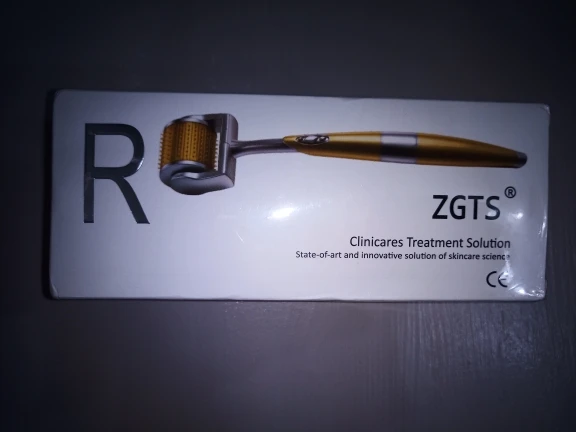 R
ZGTS®
Clinicares Treatment Solution
State-of-art and innovative solution of skincare science
CE